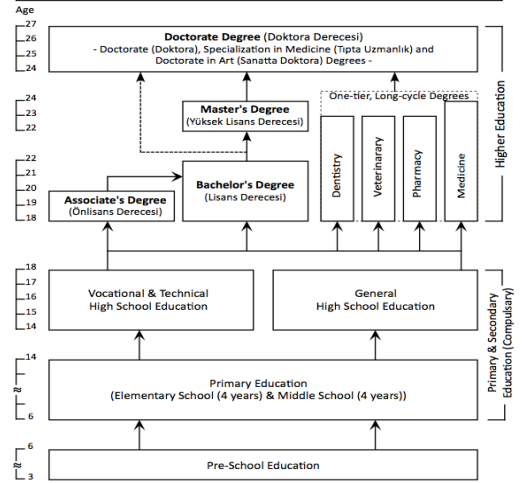 Age
27
26
25
24
Doctorate Degree (Doktora Derecesi)
- Doctorate (Doktora), Specialization in Medicine (Tıpta Uzmanlık) and
Doctorate in Art (Sanatta Doktora) Degrees -
24
23
22
Master's Degree
(Yüksek Lisans Derecesi)
One-tier, Long-cycle Degrees
Dentistry
Veterinarary
Pharmacy
Medicine
Higher Education
22
21
20
19
18
Associate's Degree
(Önlisans Derecesi)
Bachelor's Degree
(Lisans Derecesi)
18
17
16
15
14
Vocational & Technical
High School Education
General
High School Education
Primary & Secondary
Education (Compulsary)
14
≈
6
Primary Education
(Elementary School (4 years) & Middle School (4 years))
6
≈
3
Pre-School Education